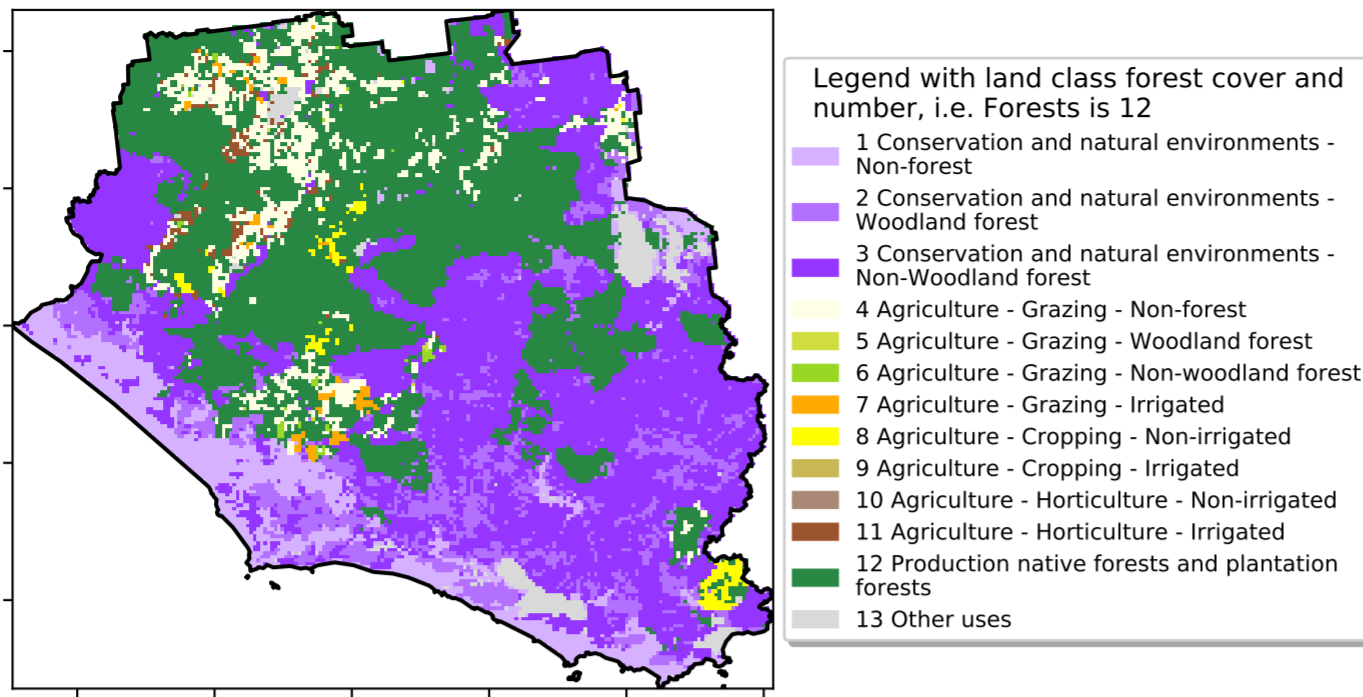 Legend with land class forest cover and
number, i.e. Forests is 12
1 Conservation and natural environments -
Non-forest
2 Conservation and natural environments -
Woodland forest
3 Conservation and natural environments -
Non-Woodland forest
4 Agriculture - Grazing - Non-forest
5 Agriculture - Grazing - Woodland forest
6 Agriculture - Grazing - Non-woodland forest
7 Agriculture - Grazing - Irrigated
8 Agriculture - Cropping - Non-irrigated
9 Agriculture - Cropping - Irrigated
10 Agriculture - Horticulture - Non-irrigated
11 Agriculture - Horticulture - Irrigated
12 Production native forests and plantation
forests
13 Other uses